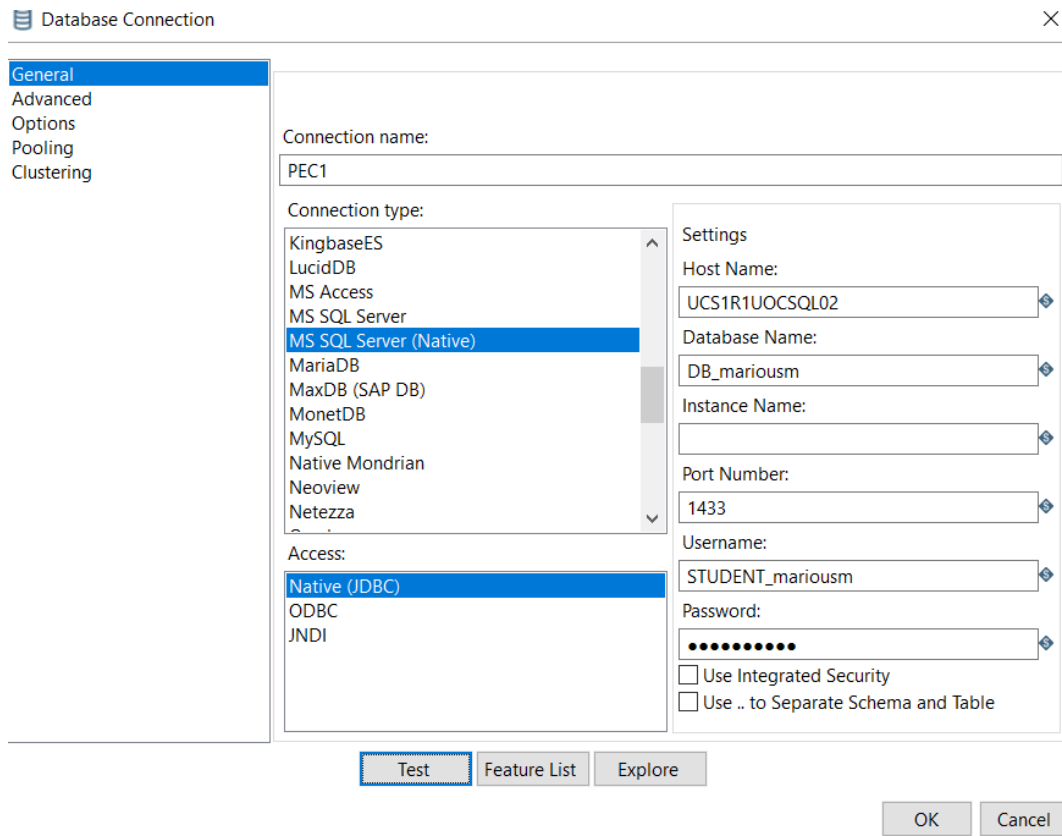 Database Connection
General
Advanced
Options
Pooling
Clustering
Connection name:
PEC1
Connection type:
KingbaseES
LucidDB
MS Access
MS SQL Server
MS SQL Server (Native)
MariaDB
MaxDB (SAP DB)
MonetDB
MySQL
Native Mondrian
Neoview
Netezza
Access:
Native (JDBC)
ODBC
JNDI
Settings
Host Name:
UCS1R1UOCSQL02
Database Name:
DB_mariousm
Instance Name:
Port Number:
1433
Username:
STUDENT_mariousm
Password:
●●●●●●●●●●
Use Integrated Security
Use .. to Separate Schema and Table
Test
Feature List
Explore
OK
Cancel